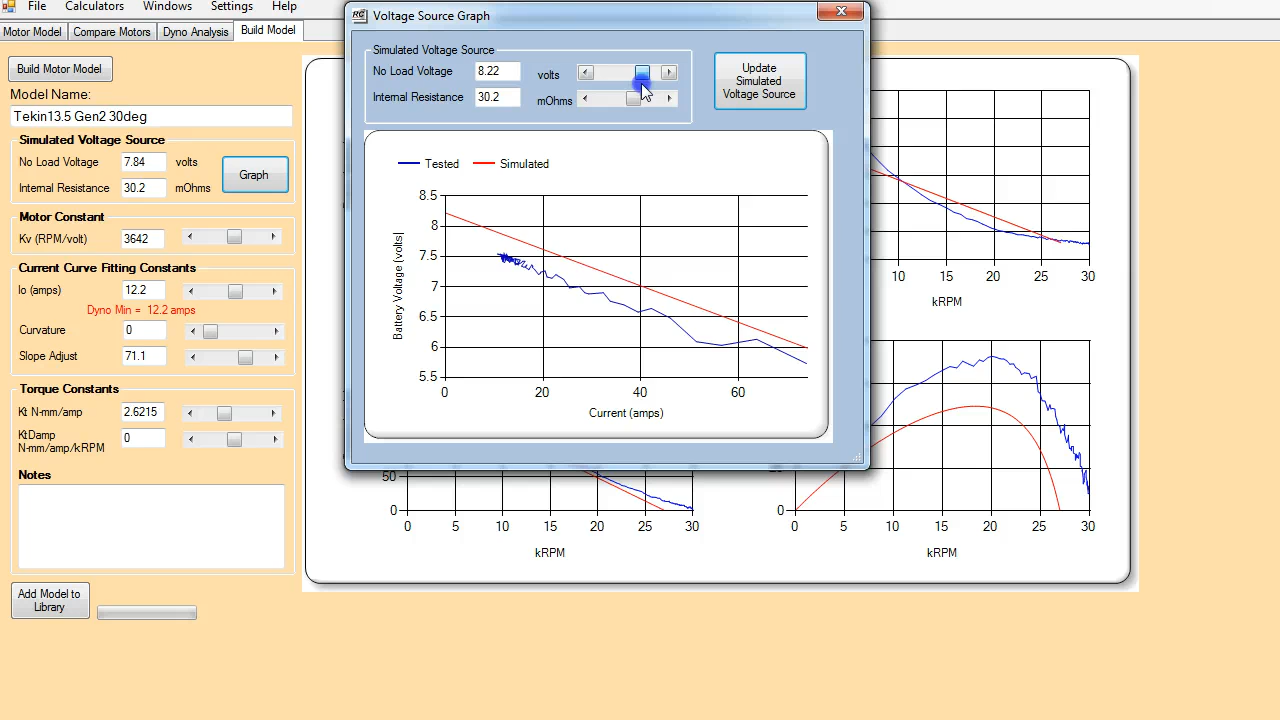 File Calculators Windows Settings Help
Motor Model Compare Motors Dyno Analysis Build Model
Build Motor Model
Model Name:
Tekin13.5 Gen2 30deg
Simulated Voltage Source
No Load Voltage 7.84 volts
Internal Resistance 30.2 mOhms
Graph
Motor Constant
Kv (RPM/volt) 3642
Current Curve Fitting Constants
Io (amps) 12.2
Dyno Min = 12.2 amps
Curvature 0
Slope Adjust 71.1
Torque Constants
Kt N-mm/amp 2.6215
KtDamp
N-mm/amp/kRPM 0
Notes
Add Model to
Library
RC Voltage Source Graph
Simulated Voltage Source
No Load Voltage 8.22 volts
Internal Resistance 30.2 mOhms
Update
Simulated
Voltage Source
Tested Simulated
8.5
8
7.5
7
6.5
6
5.5
Battery Voltage (volts)
0 20 40 60
Current (amps)
10 15 20 25 30
kRPM
50
0
0 5 10 15 20 25 30
kRPM
0
0 5 10 15 20 25 30
kRPM